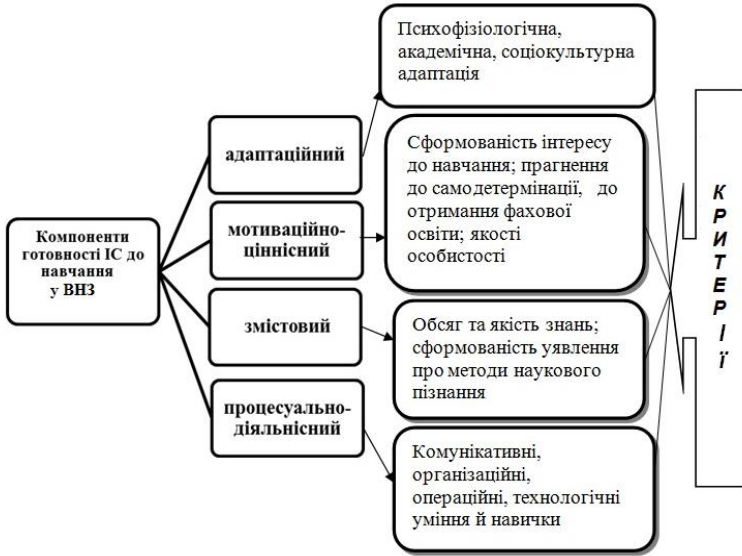 Компоненти
готовності ІС до
навчання
у ВНЗ
адаптаційний
мотиваційно-
ціннісний
змістовий
процесуально-
діяльнісний
Психофізіологічна,
академічна, соціокультурна
адаптація
Сформованість інтересу
до навчання; прагнення
до самодетермінації, до
отримання фахової
освіти; якості
особистості
Обсяг та якість знань;
сформованість уявлення
про методи наукового
пізнання
Комунікативні,
організаційні,
операційні, технологічні
уміння й навички
КРИТЕРІЇ